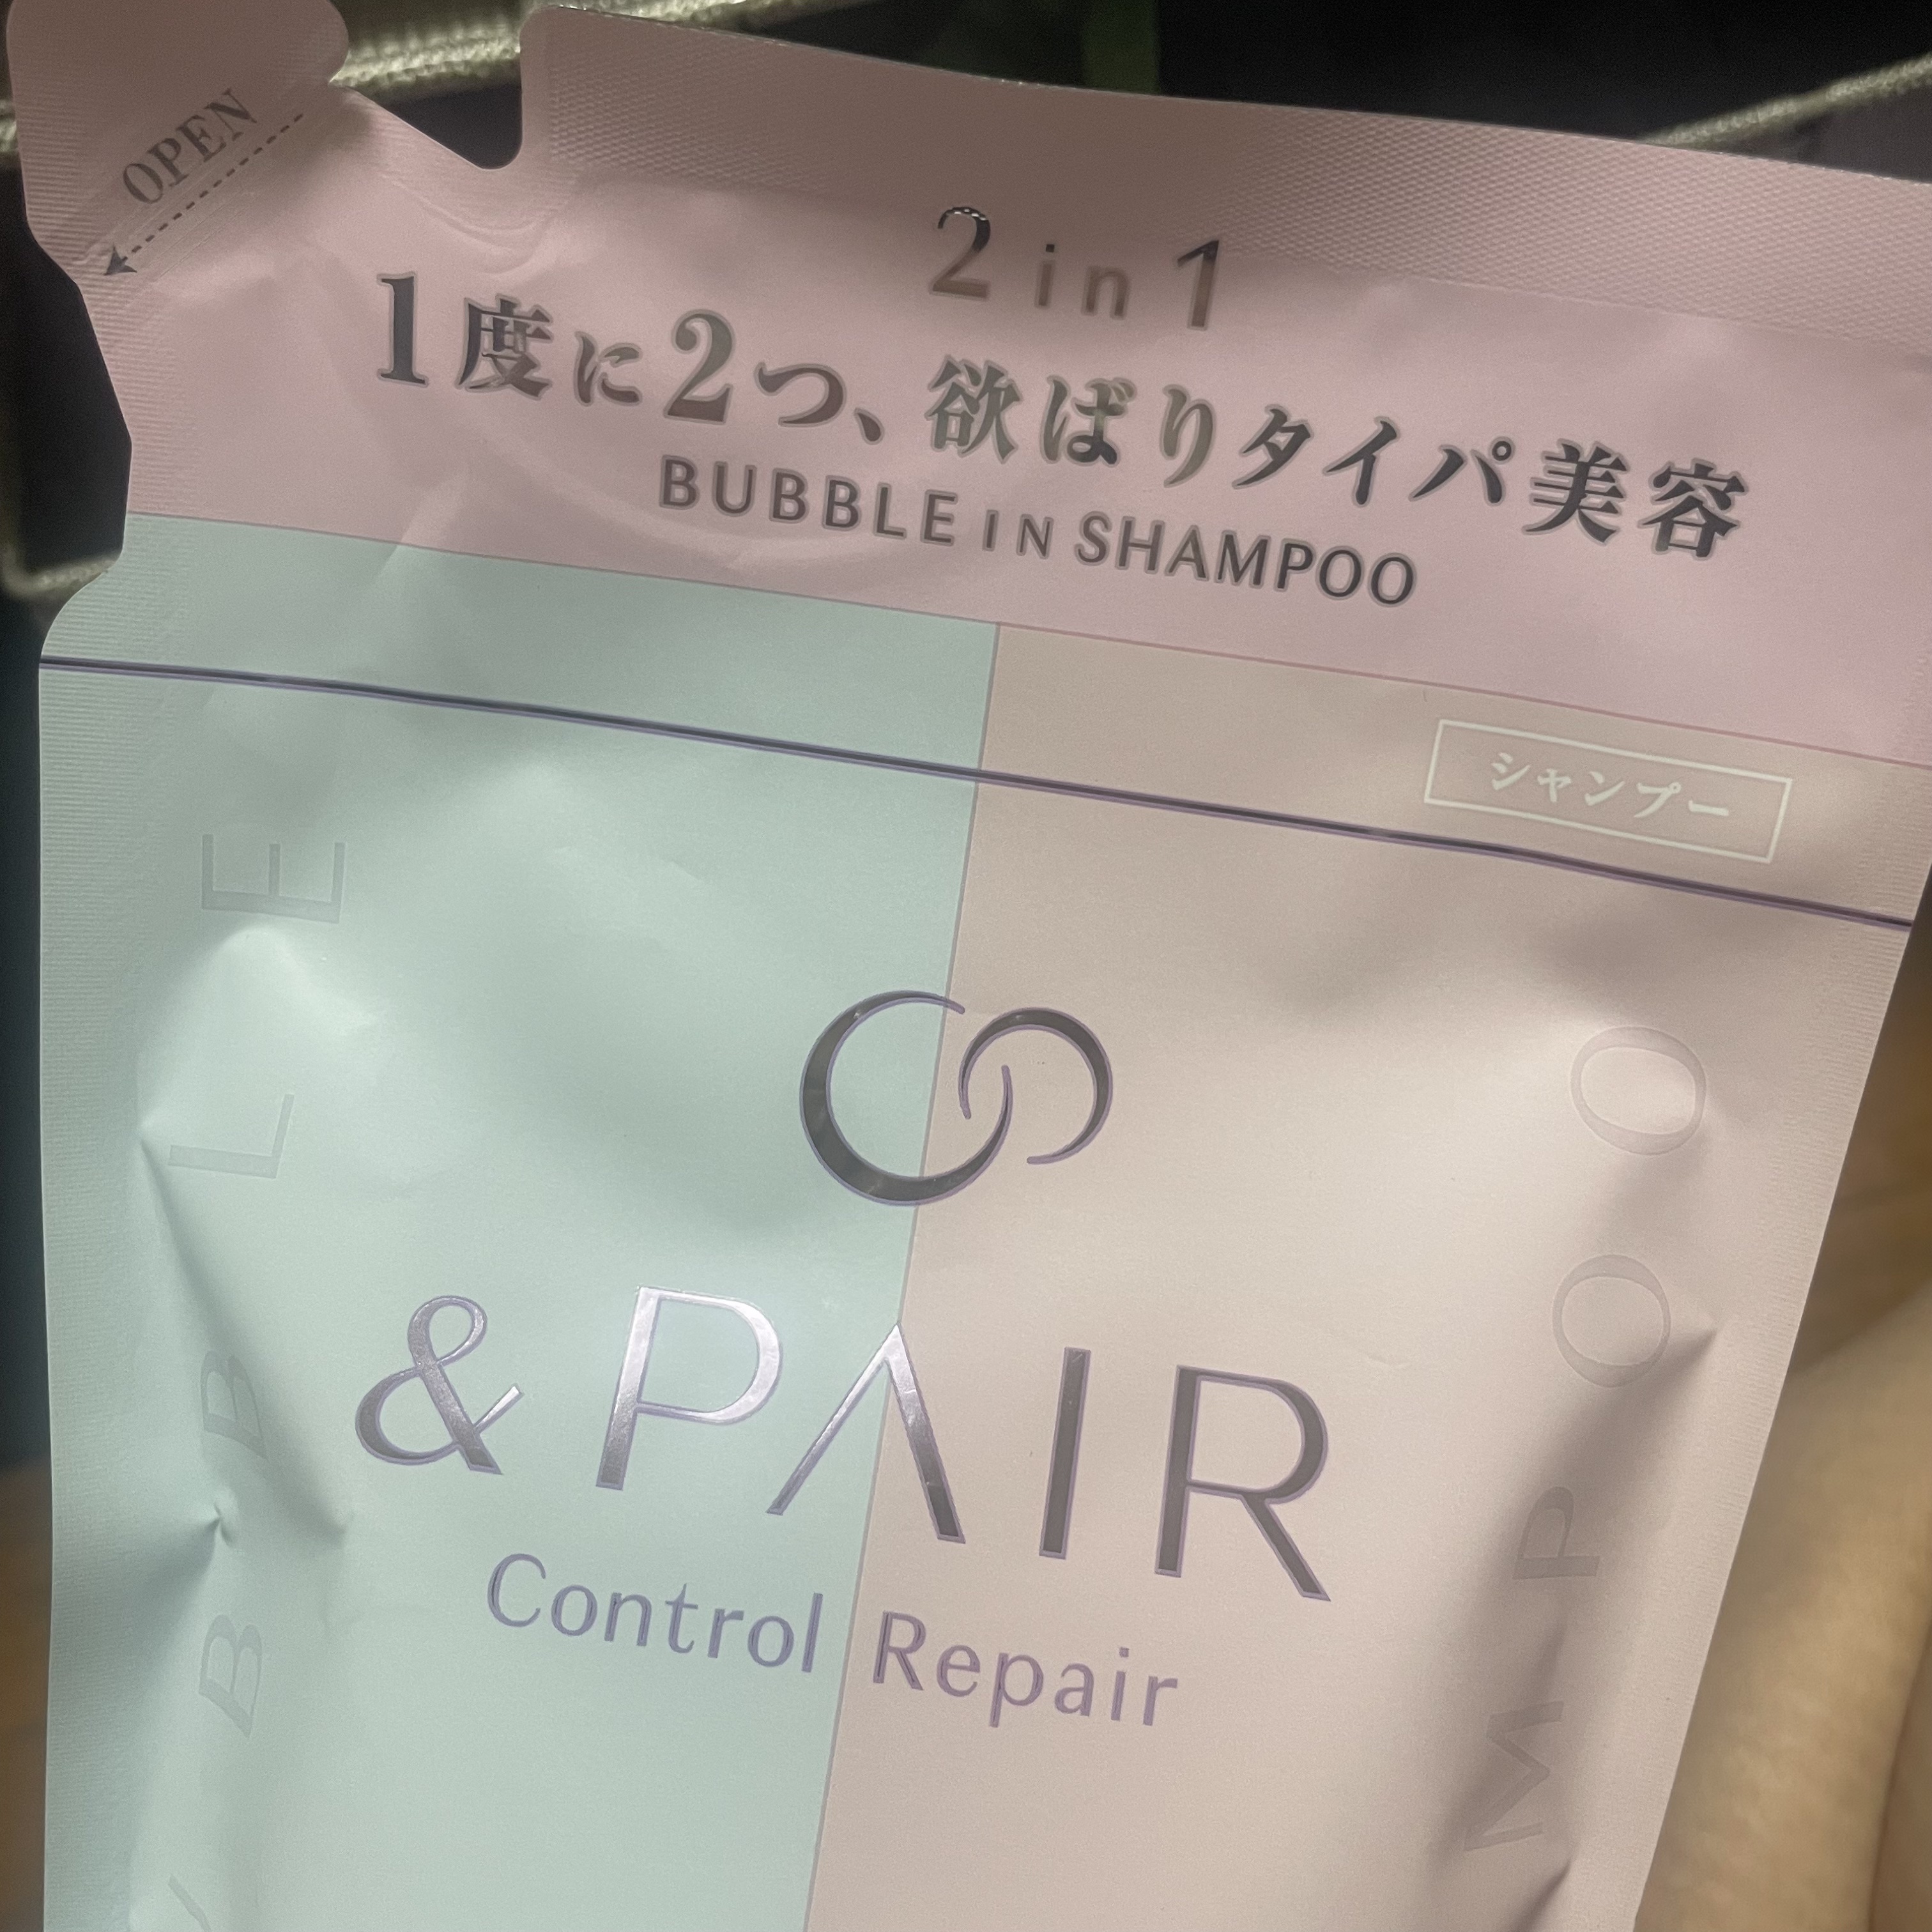 OPEN
2 in 1
1度に2つ、欲ばりタイパ美容
BUBBLE IN SHAMPOO
シャンプー
& PAIR
Control Repair